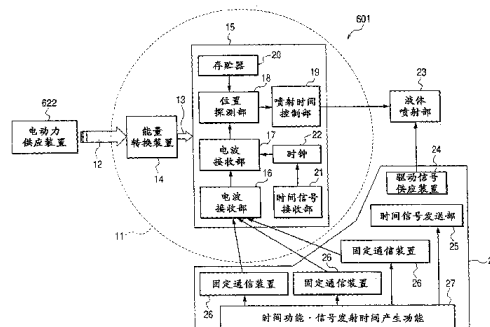 601
15
存贮器
20
18
19
位置
探测部
喷射时间
控制部
23
液体
喷射部
622
电动力
供应装置
12
能量
转换装置
14
13
17
电波
接收部
22
时钟
24
驱动信号
供应装置
16
电波
接收部
21
时间信号
接收部
时间信号发送部
25
11
固定通信装置
26
固定通信装置
26
固定通信装置
26
27
时间功能·信号发射时间产生功能